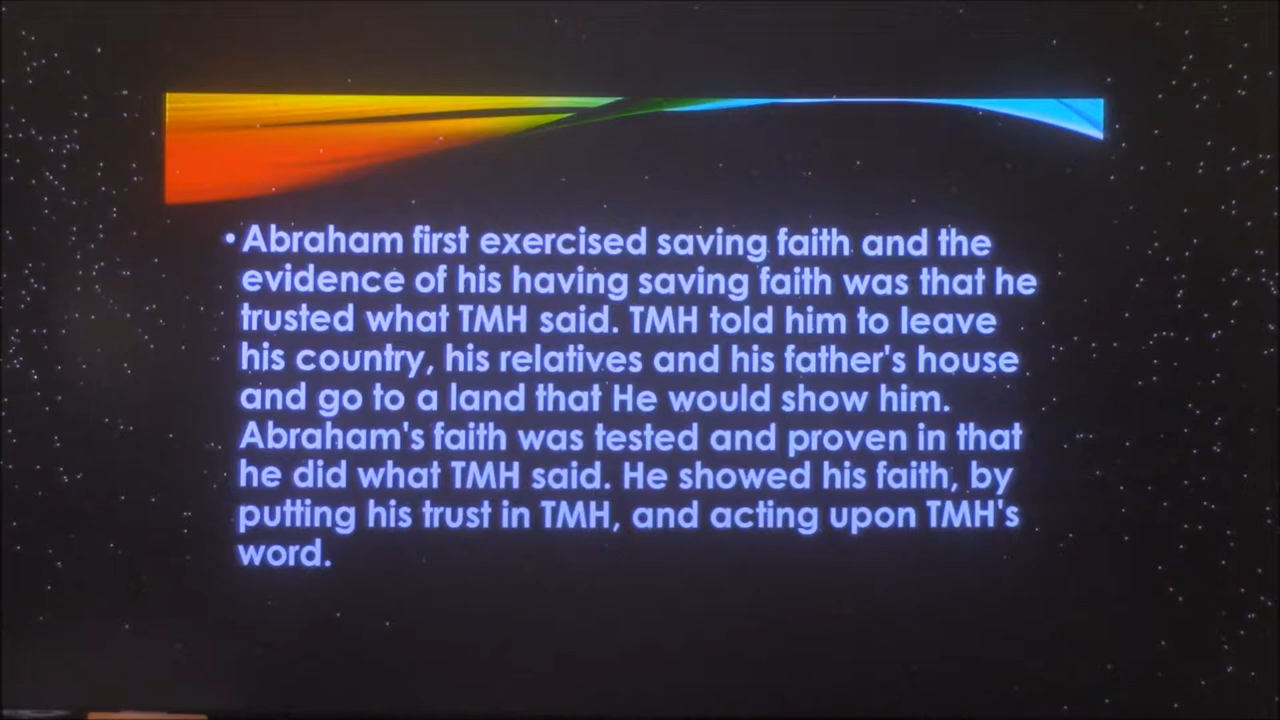 •Abraham first exercised saving faith and the
evidence of his having saving faith was that he
trusted what TMH said. TMH told him to leave
his country, his relatives and his father's house
and go to a land that He would show him.
Abraham's faith was tested and proven in that
he did what TMH said. He showed his faith, by
putting his trust in TMH, and acting upon TMH's
word.